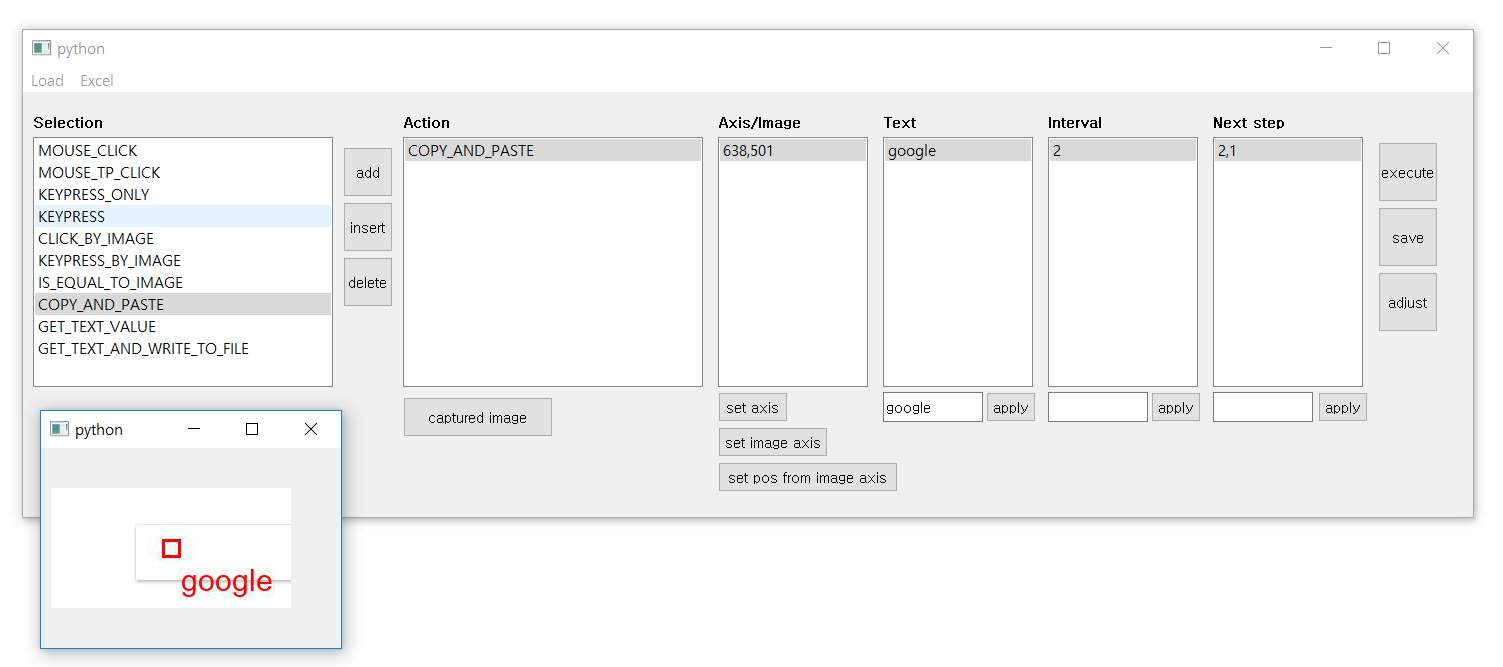 python
Load Excel
Selection Action Axis/Image Text Interval Next step
MOUSE_CLICK
MOUSE_TP_CLICK
KEYPRESS_ONLY
KEYPRESS
CLICK_BY_IMAGE
KEYPRESS_BY_IMAGE
IS_EQUAL_TO_IMAGE
COPY_AND_PASTE
GET_TEXT_VALUE
GET_TEXT_AND_WRITE_TO_FILE
add
insert
delete
COPY_AND_PASTE 638,501 google 2 2,1
execute
save
adjust
captured image
set axis
set image axis
set pos from image axis
google apply apply apply
python
google